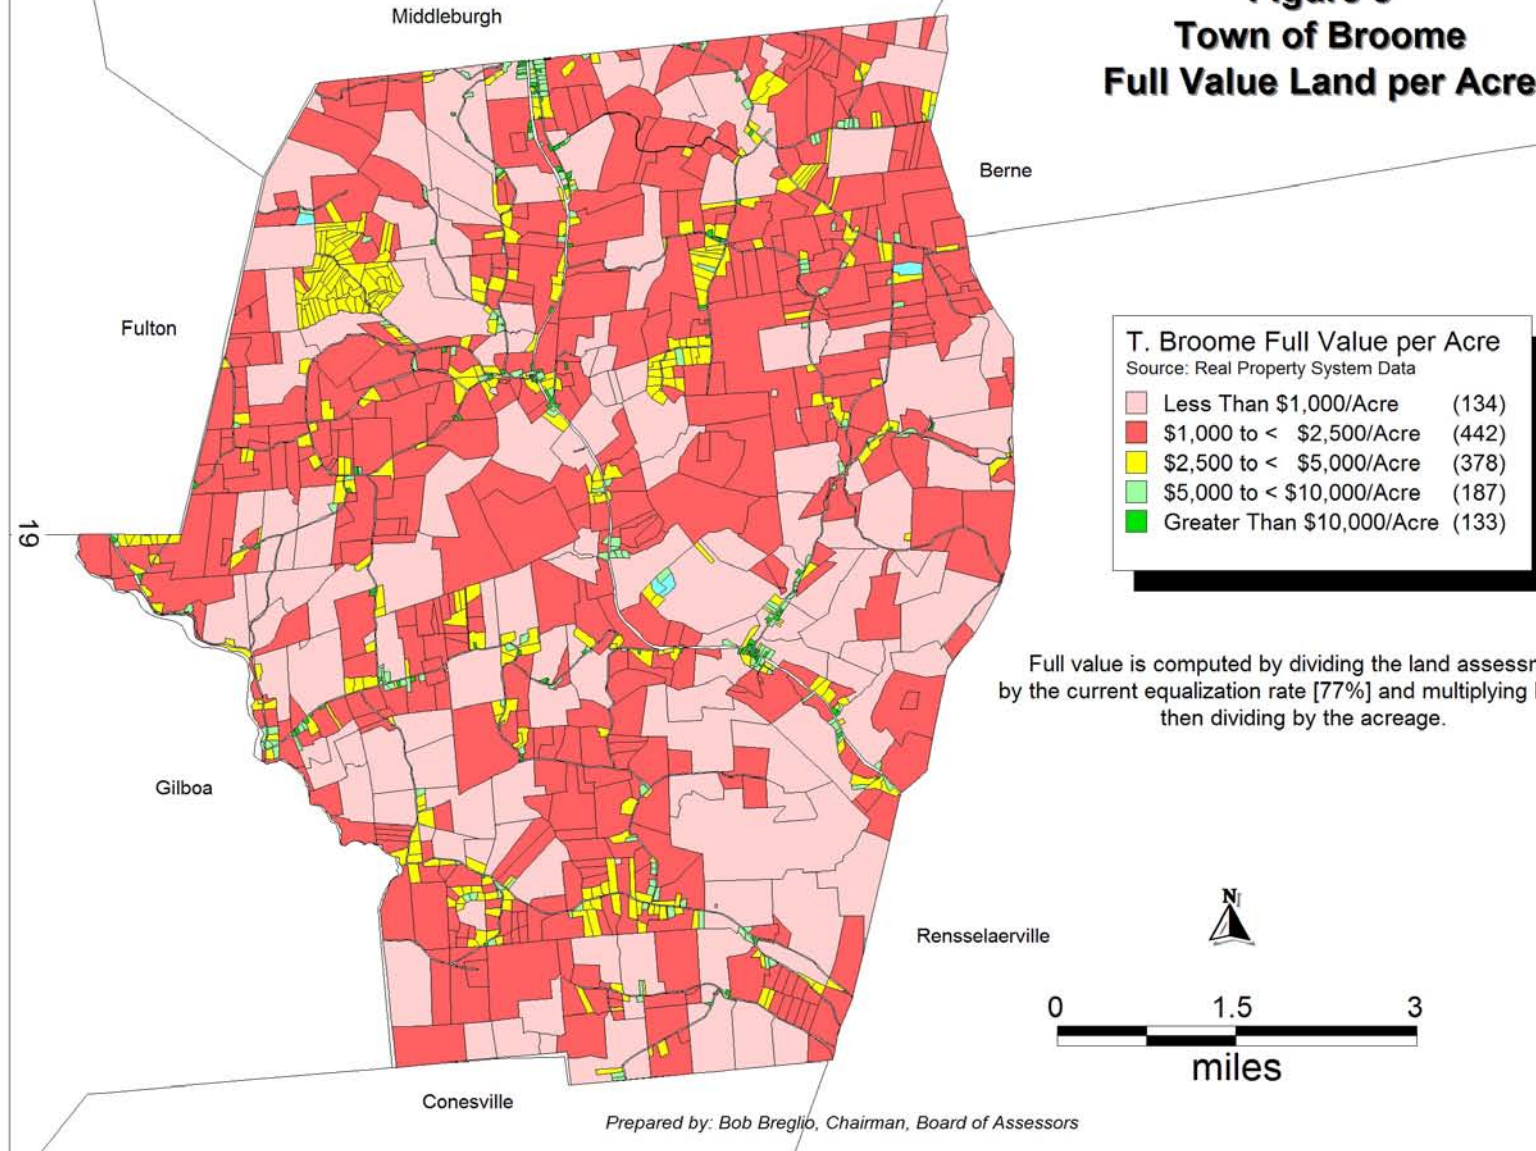 Middleburgh
Town of Broome
Full Value Land per Acre
Berne
Fulton
T. Broome Full Value per Acre
Source: Real Property System Data
Less Than $1,000/Acre (134)
$1,000 to < $2,500/Acre (442)
$2,500 to < $5,000/Acre (378)
$5,000 to < $10,000/Acre (187)
Greater Than $10,000/Acre (133)
19
Full value is computed by dividing the land assessm
by the current equalization rate [77%] and multiplying
then dividing by the acreage.
Gilboa
N
Rensselaerville
0 1.5 3
miles
Conesville
Prepared by: Bob Breglio, Chairman, Board of Assessors